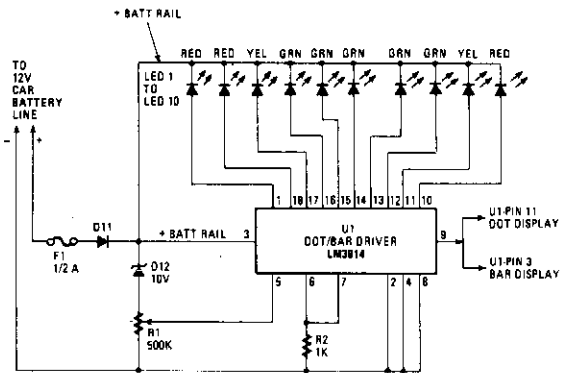 + BATT RAIL
RED RED YEL GRN GRN GRN GRN GRN YEL RED
TO
12V
CAR
BATTERY
LINE
LED 1
TO
LED 10
- +
1 18 17 16 15 14 13 12 11 10
D11
+ BATT RAIL
3
U1
DOT/BAR DRIVER
LM3914
9
U1-PIN 11
DOT DISPLAY
U1-PIN 3
BAR DISPLAY
F1
1/2 A
D12
10V
5 6 7 2 4 8
R1
500K
R2
1K